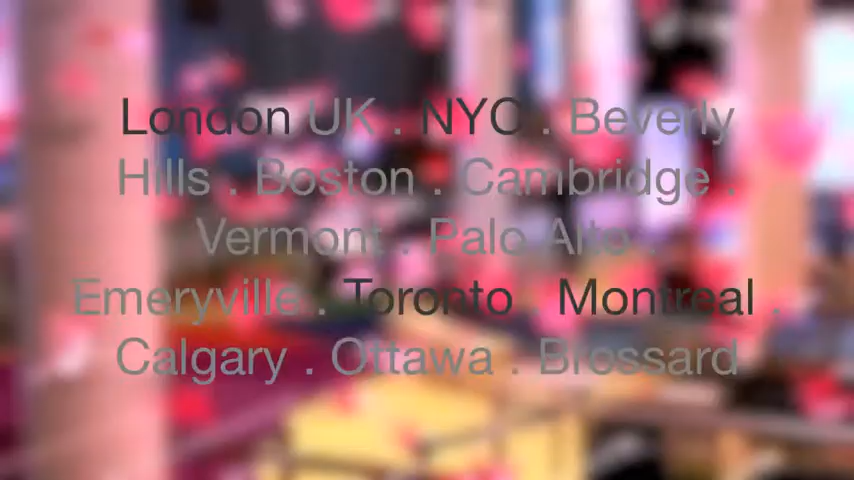 London UK . NYC . Beverly
Hills . Boston . Cambridge .
Vermont . Palo Alto .
Emeryville . Toronto . Montreal .
Calgary . Ottawa . Brossard